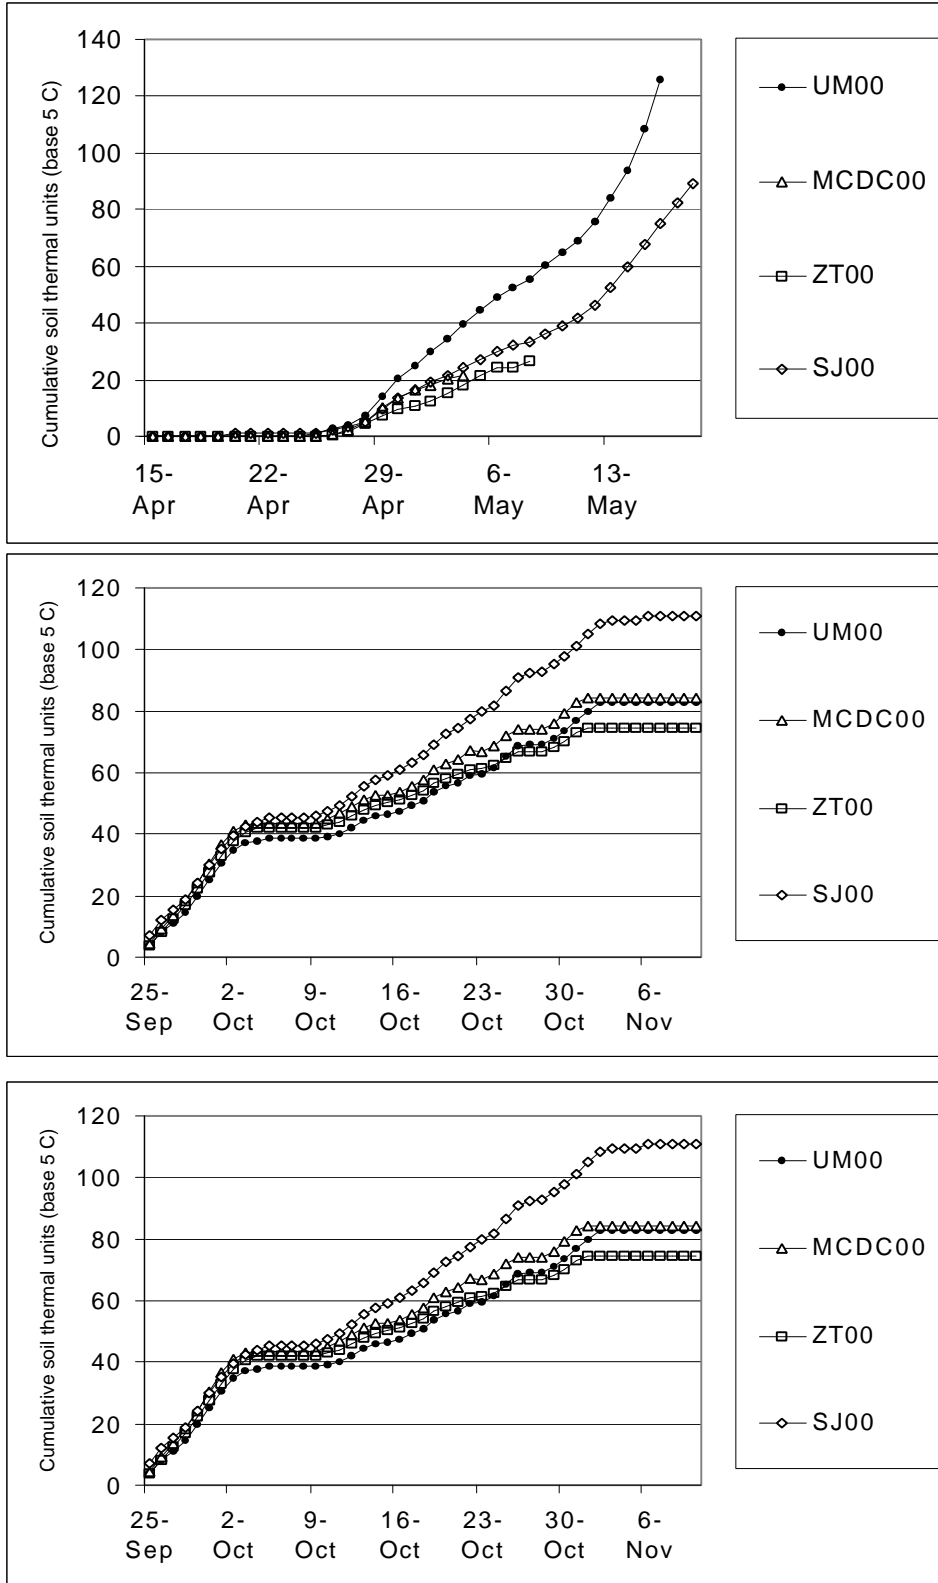 Cumulative soil thermal units (base 5 C)
140
120
100
80
60
40
20
0
15-
Apr
22-
Apr
29-
Apr
6-
May
13-
May
UM00
MCDC00
ZT00
SJ00
Cumulative soil thermal units (base 5 C)
120
100
80
60
40
20
0
25-
Sep
2-
Oct
9-
Oct
16-
Oct
23-
Oct
30-
Oct
6-
Nov
UM00
MCDC00
ZT00
SJ00
Cumulative soil thermal units (base 5 C)
120
100
80
60
40
20
0
25-
Sep
2-
Oct
9-
Oct
16-
Oct
23-
Oct
30-
Oct
6-
Nov
UM00
MCDC00
ZT00
SJ00